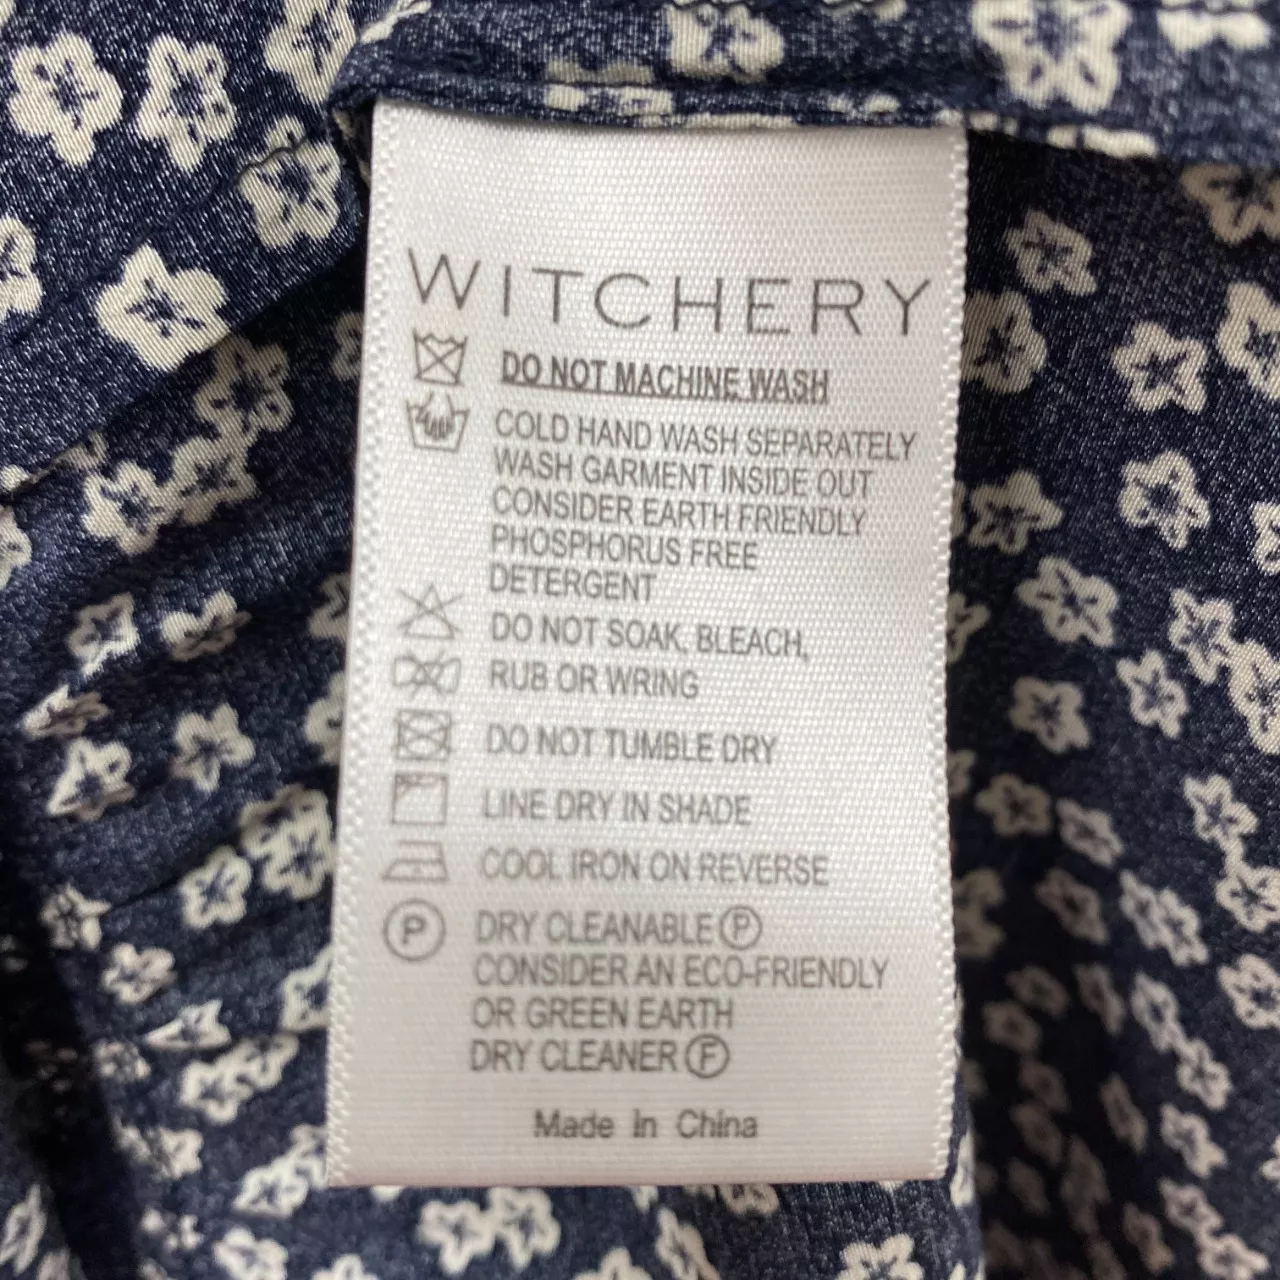 WITCHERY
DO NOT MACHINE WASH
COLD HAND WASH SEPARATELY
WASH GARMENT INSIDE OUT
CONSIDER EARTH FRIENDLY
PHOSPHORUS FREE
DETERGENT
DO NOT SOAK, BLEACH,
RUB OR WRING
DO NOT TUMBLE DRY
LINE DRY IN SHADE
COOL IRON ON REVERSE
P DRY CLEANABLE Ⓟ
CONSIDER AN ECO-FRIENDLY
OR GREEN EARTH
DRY CLEANER Ⓕ
Made in China